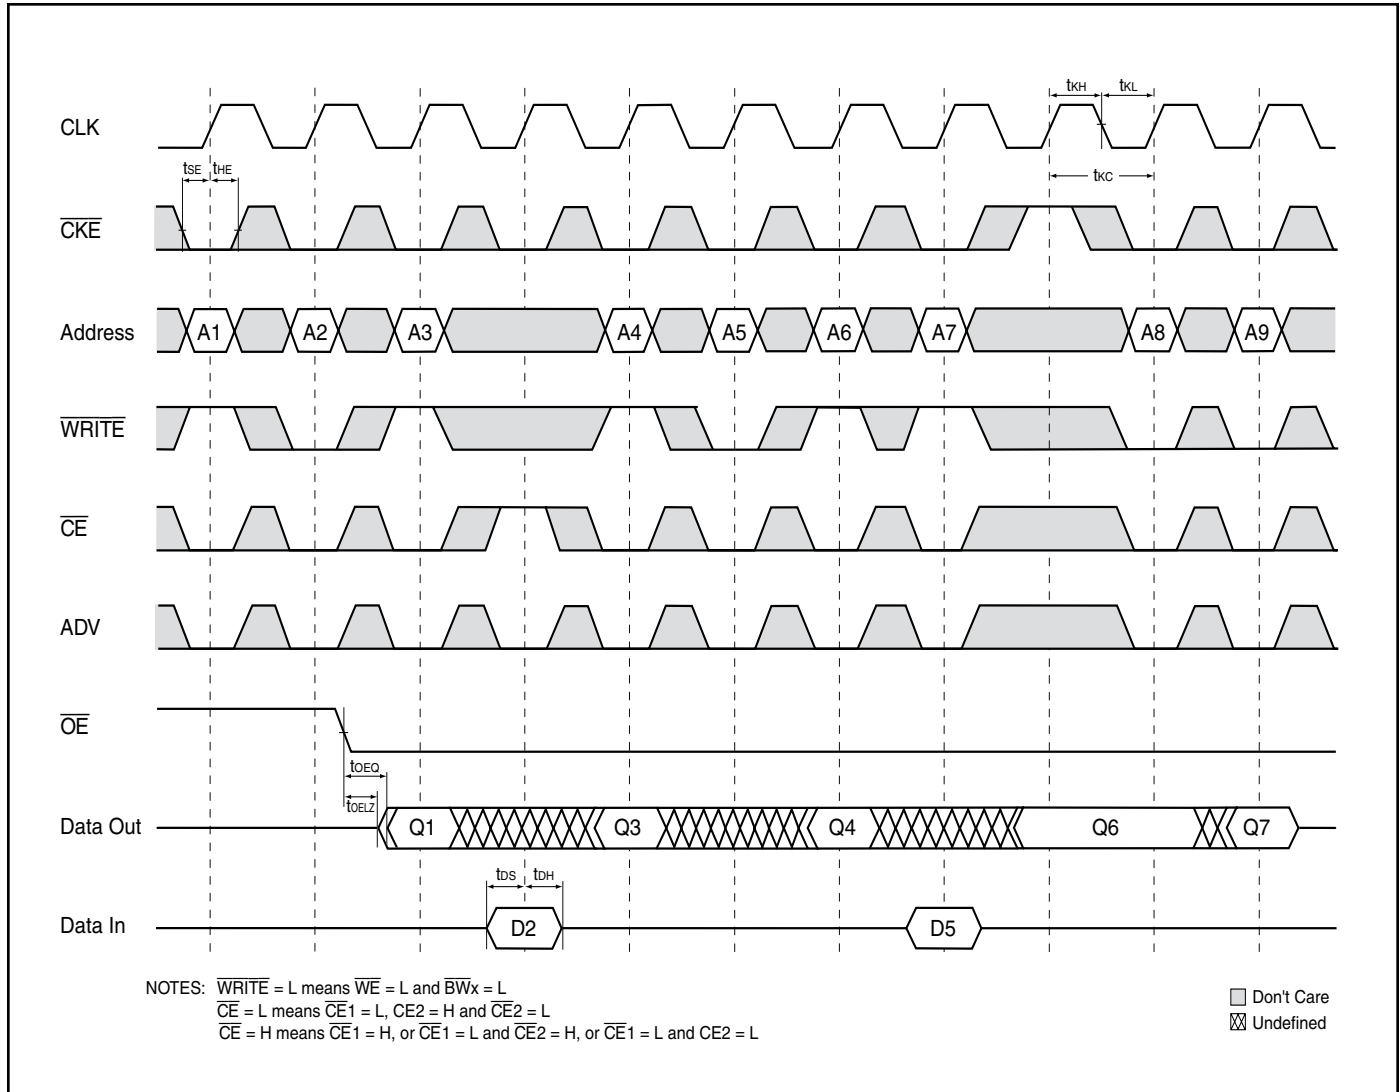 tKH tKL
CLK
tSE tHE
tKC
CKE
Address A1 A2 A3 A4 A5 A6 A7 A8 A9
WRITE
CE
ADV
OE
tOEQ
tOELZ
Data Out Q1 Q3 Q4 Q6 Q7
tDS tDH
Data In D2 D5
NOTES: WRITE = L means WE = L and BWx = L
CE = L means CE1 = L, CE2 = H and CE2 = L
CE = H means CE1 = H, or CE1 = L and CE2 = H, or CE1 = L and CE2 = L
Don't Care
Undefined